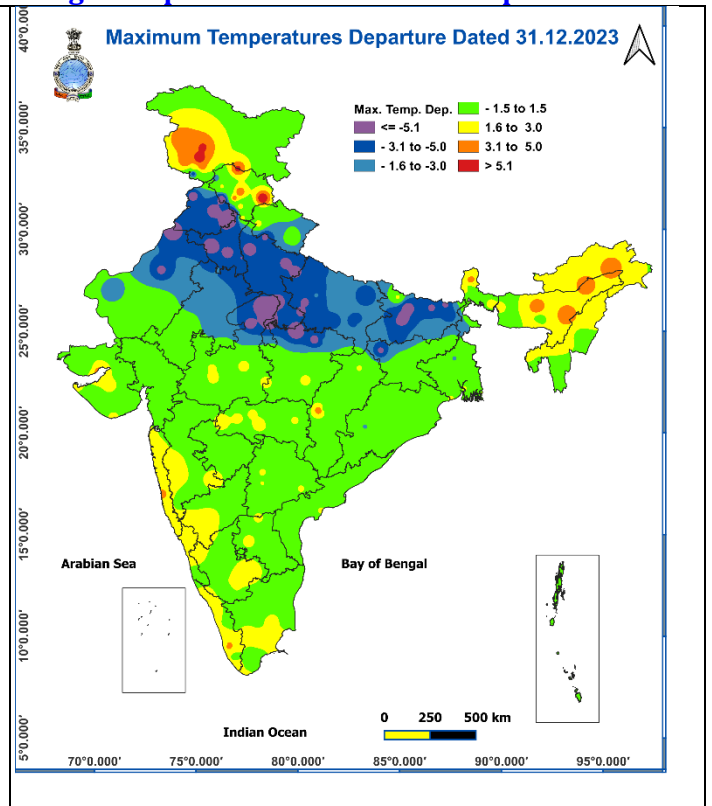 Maximum Temperatures Departure Dated 31.12.2023
Max. Temp. Dep.
<= -5.1
- 3.1 to -5.0
- 1.6 to -3.0
- 1.5 to 1.5
1.6 to 3.0
3.1 to 5.0
> 5.1
40°0.000'
35°0.000'
30°0.000'
25°0.000'
20°0.000'
15°0.000'
10°0.000'
5°0.000'
Arabian Sea
Bay of Bengal
Indian Ocean
0 250 500 km
70°0.000' 75°0.000' 80°0.000' 85°0.000' 90°0.000' 95°0.000'